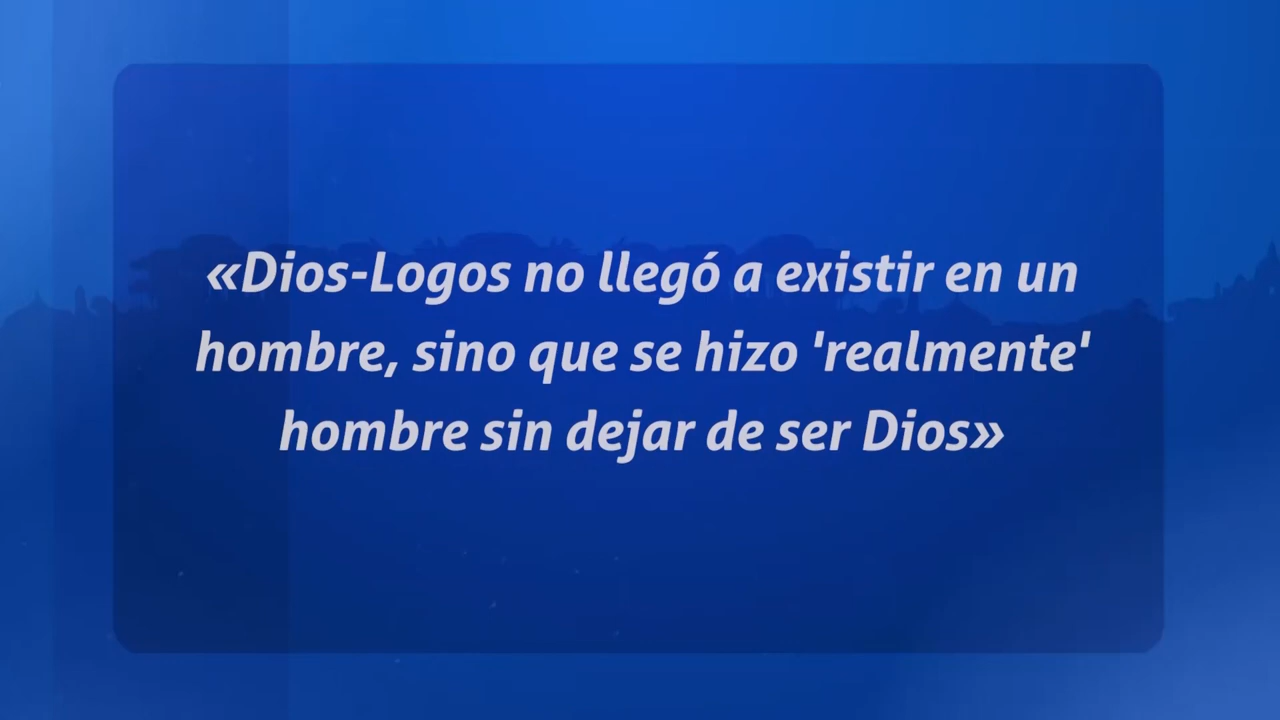 «Dios-Logos no llegó a existir en un
hombre, sino que se hizo 'realmente'
hombre sin dejar de ser Dios»